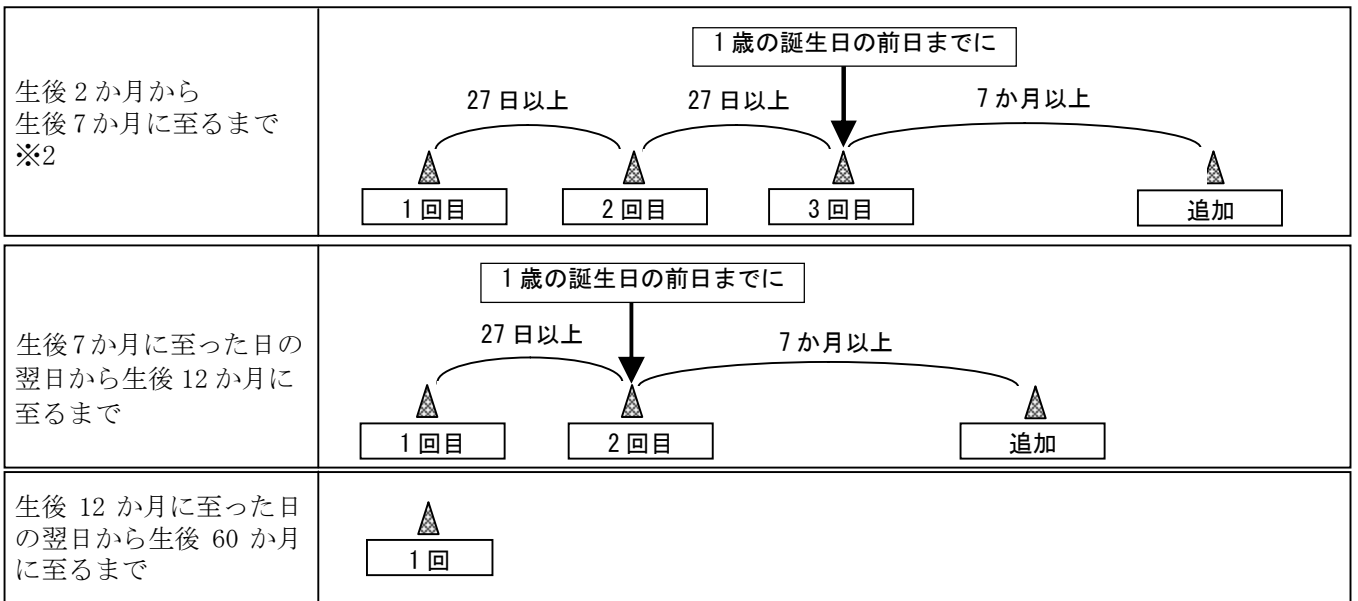 生後2か月から
生後7か月に至るまで
※2
1歳の誕生日の前日までに
27日以上
27日以上
7か月以上
1回目
2回目
3回目
追加
生後7か月に至った日の
翌日から生後12か月に
至るまで
1歳の誕生日の前日までに
27日以上
7か月以上
1回目
2回目
追加
生後 12 か月に至った日
の翌日から生後 60 か月
に至るまで
1回